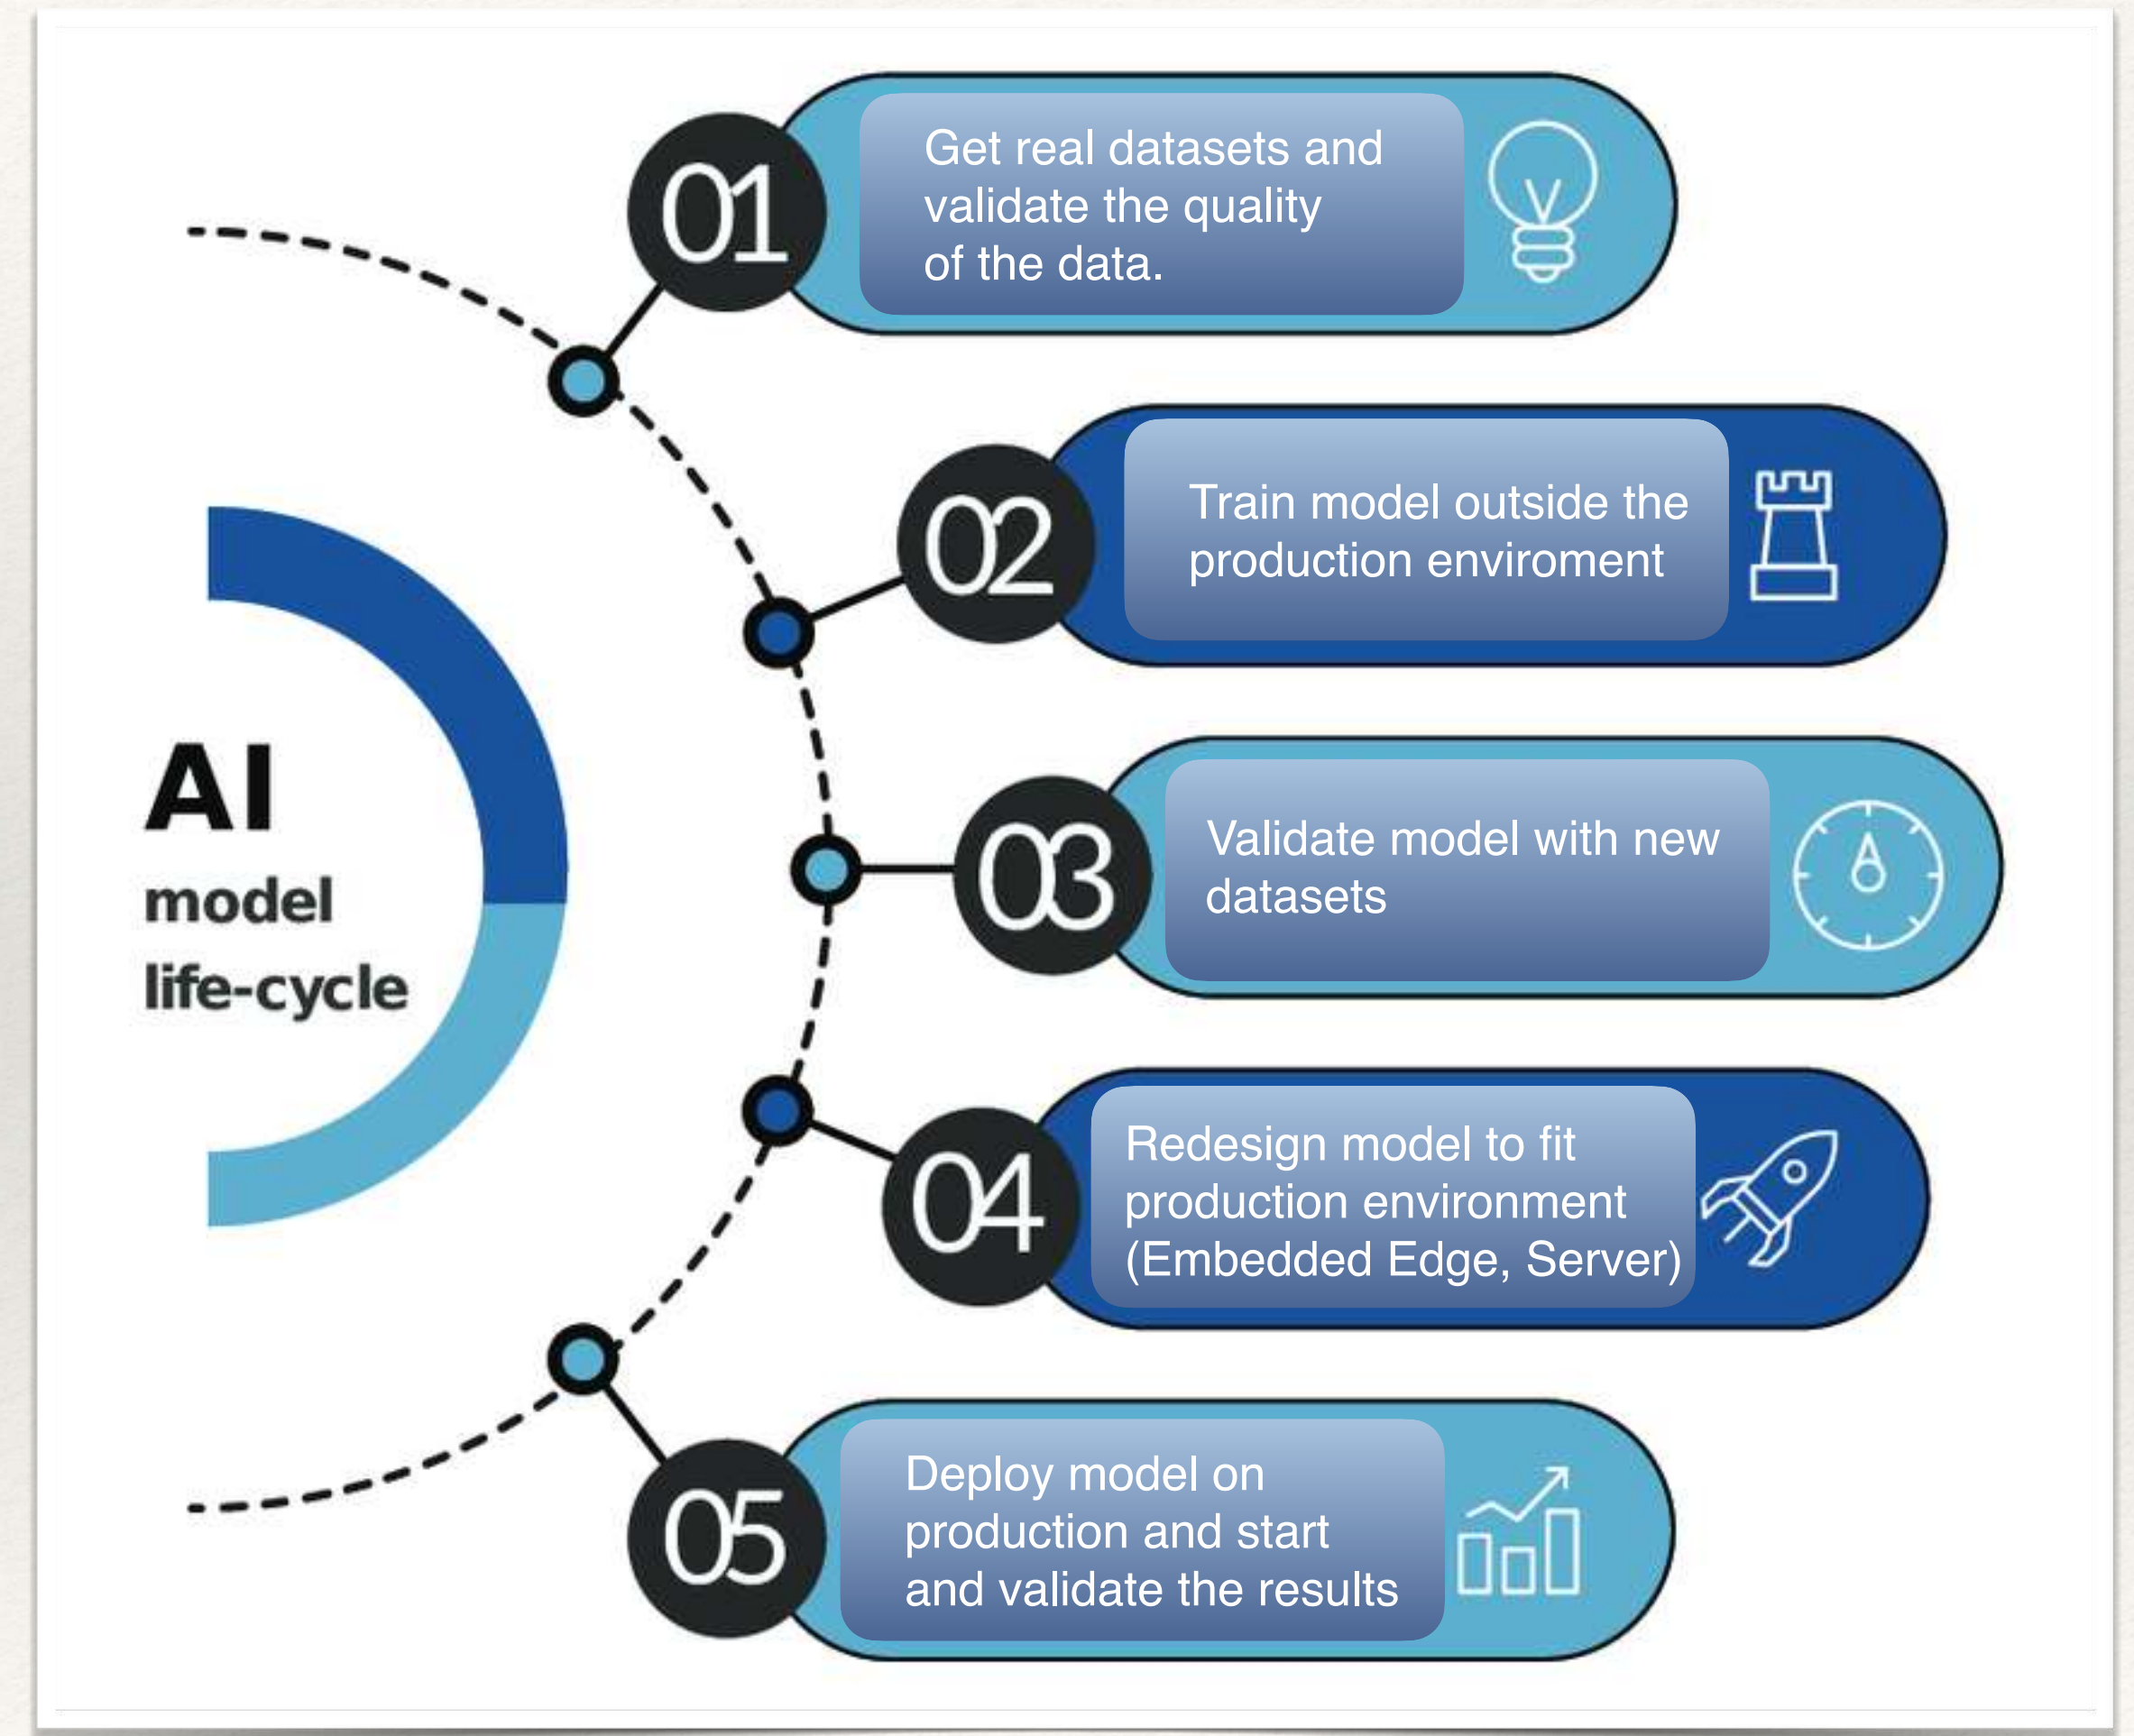 AI
model
life-cycle
01
Get real datasets and
validate the quality
of the data.
02
Train model outside the
production enviroment
03
Validate model with new
datasets
04
Redesign model to fit
production environment
(Embedded Edge, Server)
05
Deploy model on
production and start
and validate the results